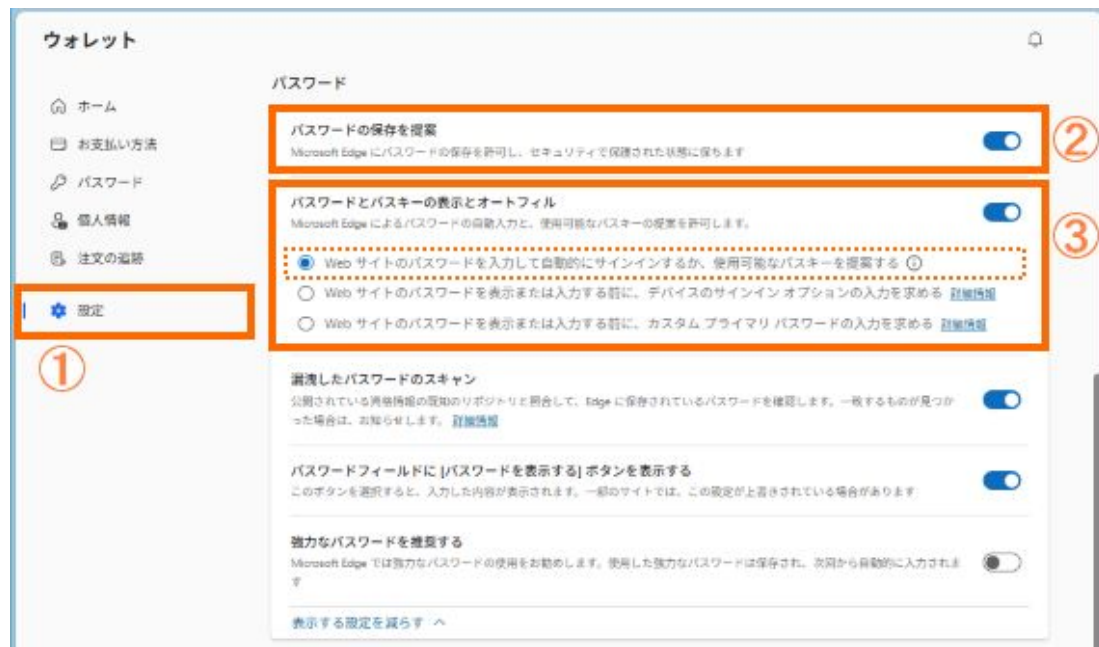 ウォレット
ホーム
お支払い方法
パスワード
個人情報
注文の追跡
設定
①
パスワード
パスワードの保存を提案
Microsoft Edge にパスワードの保存を許可し、セキュリティで保護された状態に保ちます
②
パスワードとパスキーの表示とオートフィル
Microsoft Edge によるパスワードの自動入力と、使用可能なパスキーの提案を許可します。
③
Web サイトのパスワードを入力して自動的にサインインするか、使用可能なパスキーを提案する
Web サイトのパスワードを表示または入力する前に、デバイスのサインイン オプションの入力を求める 詳細情報
Web サイトのパスワードを表示または入力する前に、カスタム プライマリ パスワードの入力を求める 詳細情報
漏洩したパスワードのスキャン
公開されている資格情報の既知のリポジトリと照合して、Edge に保存されているパスワードを確認します。一致するものが見つか
った場合は、お知らせします。 詳細情報
パスワードフィールドに [パスワードを表示する] ボタンを表示する
このボタンを選択すると、入力した内容が表示されます。一部のサイトでは、この設定が上書きされている場合があります
強力なパスワードを推奨する
Microsoft Edge では強力なパスワードの使用をお勧めします。使用した強力なパスワードは保存され、次回から自動的に入力されま
す
表示する設定を減らす